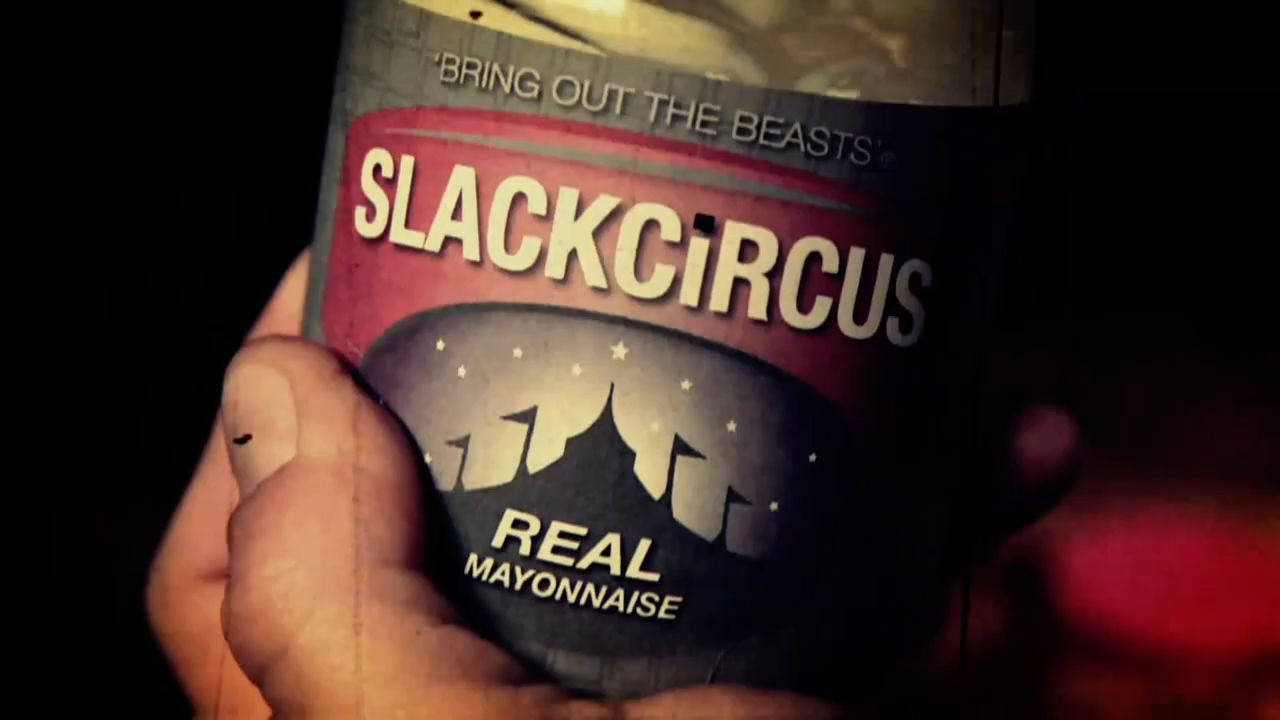 'BRING OUT THE BEASTS'®
SLACKCiRCUS
REAL
MAYONNAISE